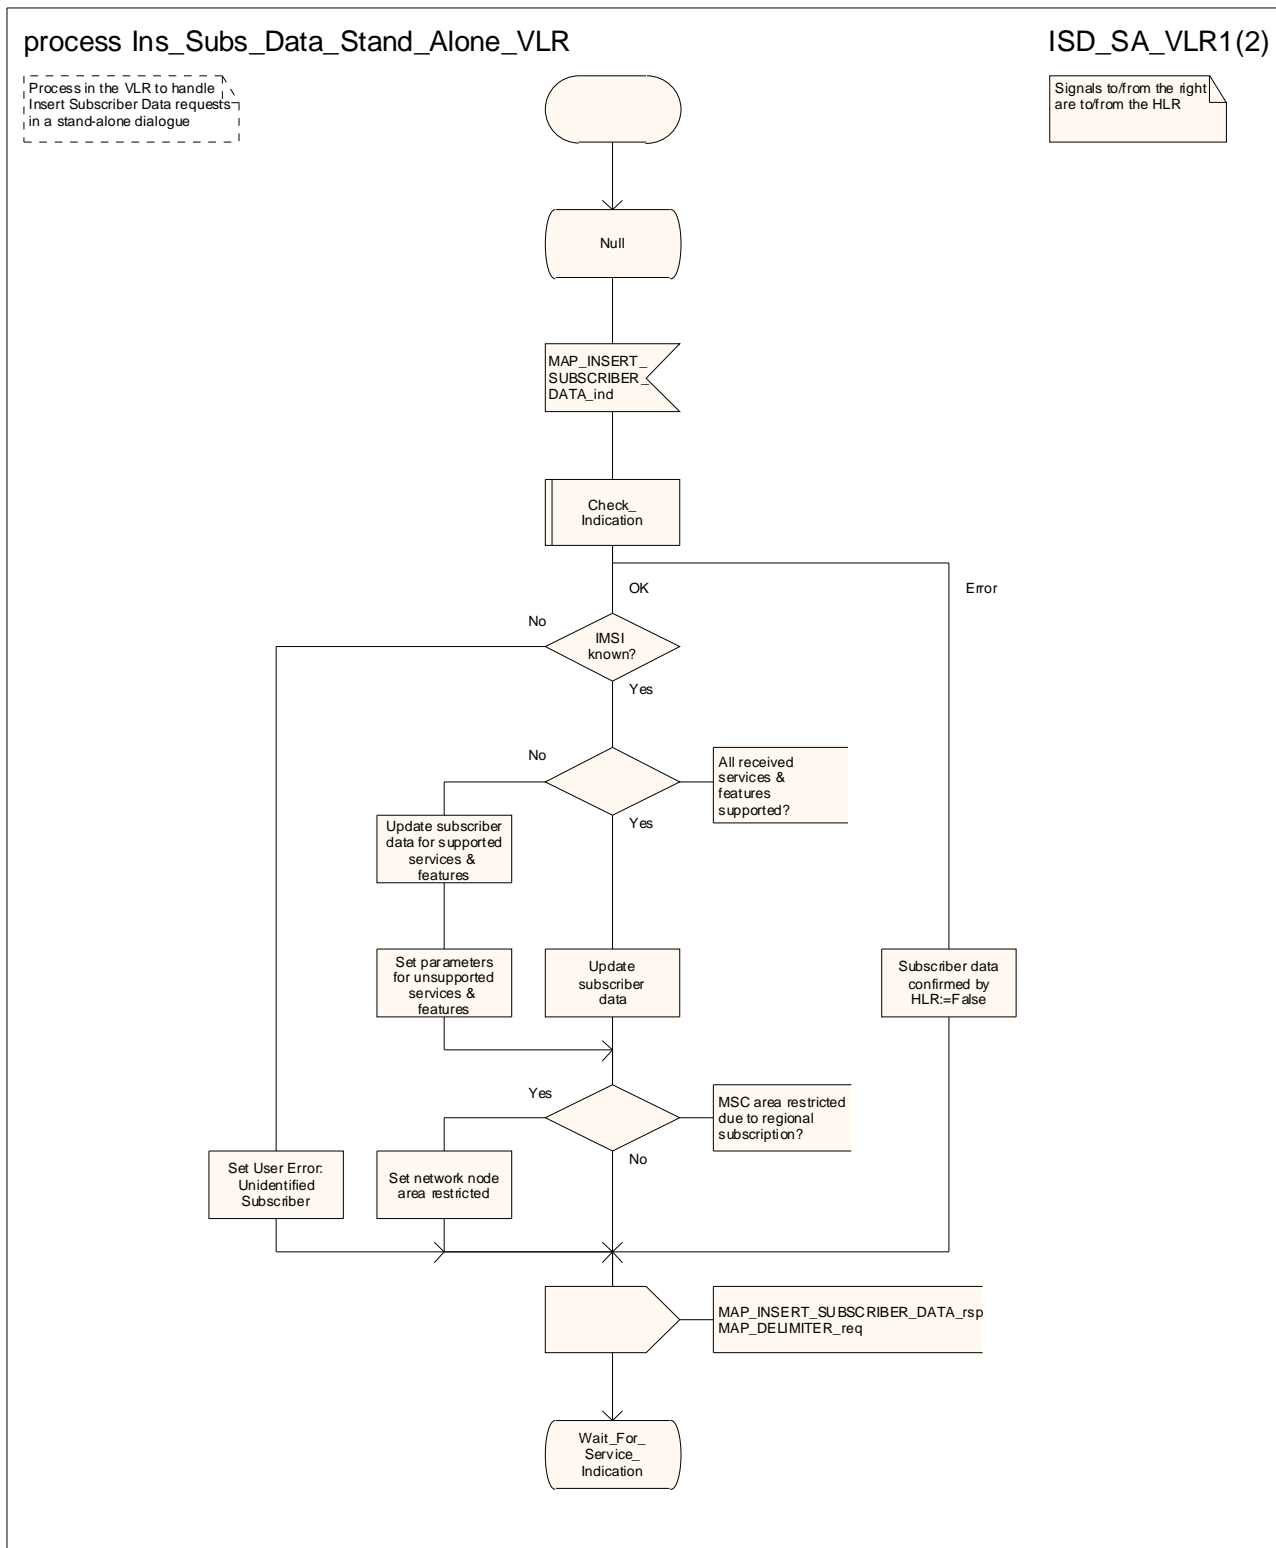 process Ins_Subs_Data_Stand_Alone_VLR
ISD_SA_VLR1(2)
Process in the VLR to handle
Insert Subscriber Data requests
in a stand-alone dialogue
Signals to/from the right
are to/from the HLR
Null
MAP_INSERT_
SUBSCRIBER_
DATA_ind
Check_
Indication
OK
Error
No
IMSI
known?
Yes
No
All received
services &
features
supported?
Yes
Update subscriber
data for supported
services &
features
Set parameters
for unsupported
services &
features
Update
subscriber
data
Subscriber data
confirmed by
HLR:=False
Yes
MSC area restricted
due to regional
subscription?
No
Set User Error:
Unidentified
Subscriber
Set network node
area restricted
MAP_INSERT_SUBSCRIBER_DATA_rsp
MAP_DELIMITER_req
Wait_For_
Service_
Indication